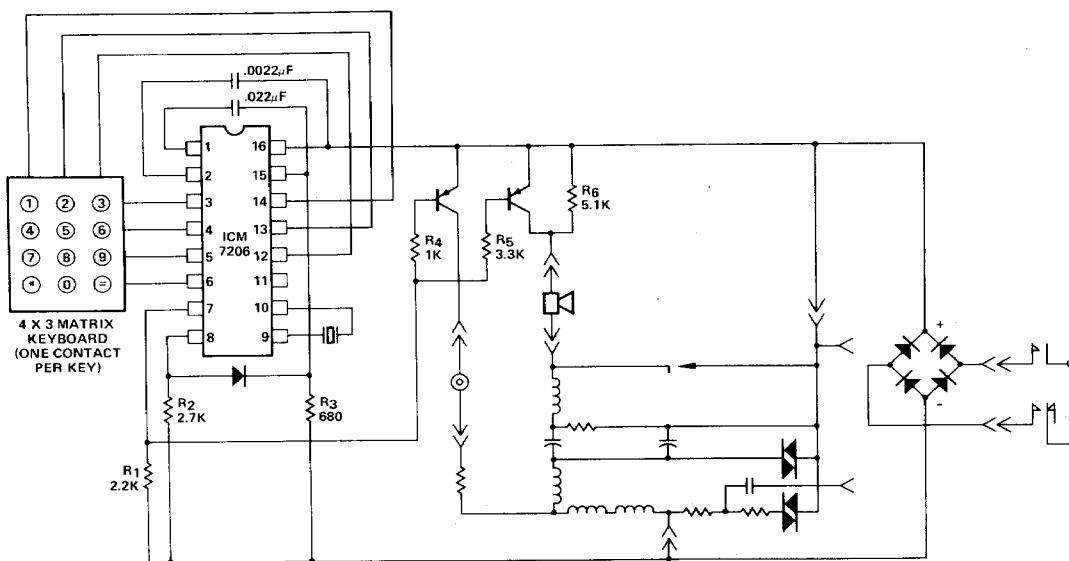 .0022µF
.022µF
1
2
3
4
5
6
7
8
16
15
14
13
12
11
10
9
ICM
7206
1 2 3
4 5 6
7 8 9
* 0 =
4 X 3 MATRIX
KEYBOARD
(ONE CONTACT
PER KEY)
R4
1K
R5
3.3K
R6
5.1K
R2
2.7K
R3
680
R1
2.2K
+
-